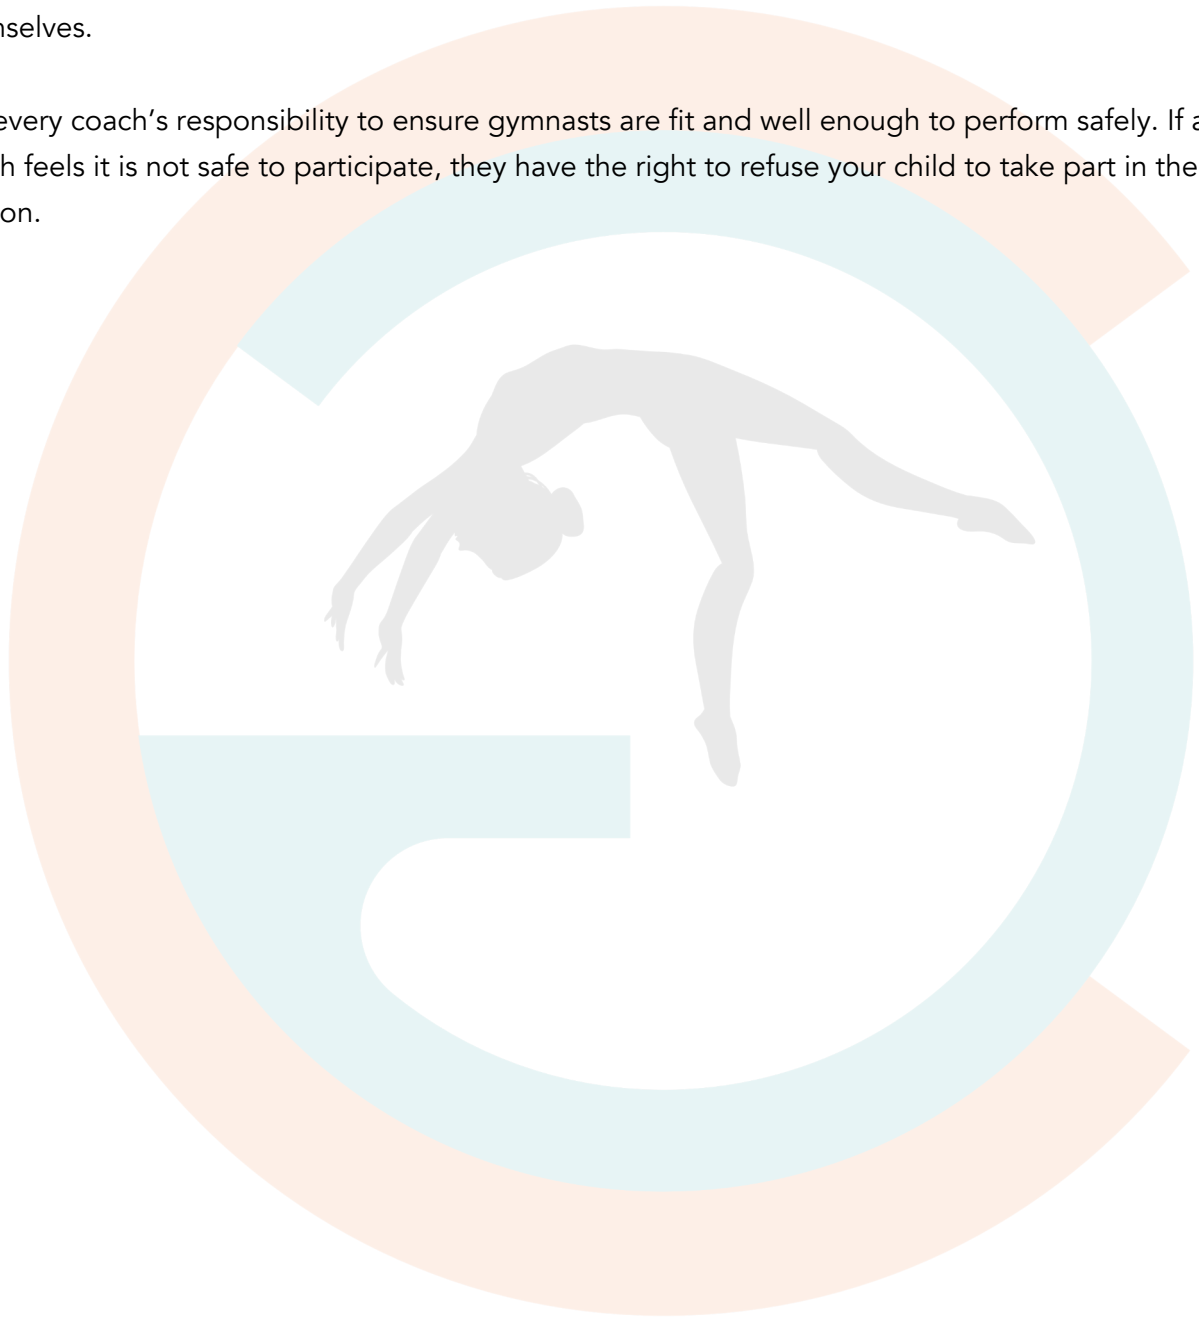 nselves.
every coach’s responsibility to ensure gymnasts are fit and well enough to perform safely. If a
h feels it is not safe to participate, they have the right to refuse your child to take part in the
on.